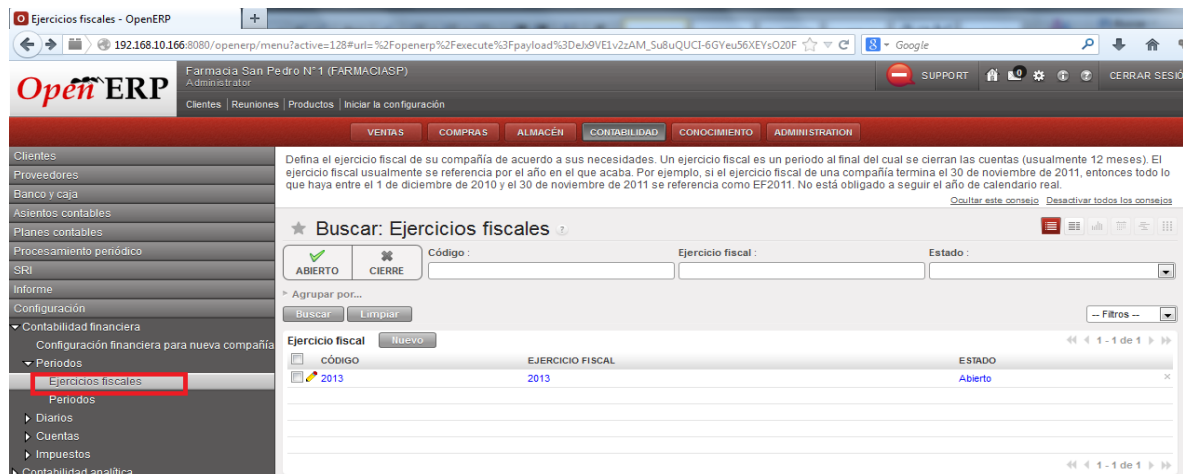 Ejercicios fiscales - OpenERP
192.168.10.166:8080/openerp/menu?active=128#url=%2Fopenerp%2Fexecute%3Fpayload%3DeJx9VE1v2zAM_Su8uQUCI-6GYeu56XEYsO20F
Google
Open ERP
Farmacia San Pedro N°1 (FARMACIASP)
Administrator
Clientes | Reuniones | Productos | Iniciar la configuración
SUPPORT
CERRAR SESIÓ
VENTAS COMPRAS ALMACÉN CONTABILIDAD CONOCIMIENTO ADMINISTRATION
Clientes
Proveedores
Banco y caja
Asientos contables
Planes contables
Procesamiento periódico
SRI
Informe
Configuración
Contabilidad financiera
Configuración financiera para nueva compañía
Periodos
Ejercicios fiscales
Periodos
Diarios
Cuentas
Impuestos
Contabilidad analítica
Defina el ejercicio fiscal de su compañía de acuerdo a sus necesidades. Un ejercicio fiscal es un periodo al final del cual se cierran las cuentas (usualmente 12 meses). El
ejercicio fiscal usualmente se referencia por el año en el que acaba. Por ejemplo, si el ejercicio fiscal de una compañía termina el 30 de noviembre de 2011, entonces todo lo
que haya entre el 1 de diciembre de 2010 y el 30 de noviembre de 2011 se referencia como EF2011. No está obligado a seguir el año de calendario real.
Ocultar este consejo Desactivar todos los consejos
Buscar: Ejercicios fiscales ?
ABIERTO CIERRE
Código :
Ejercicio fiscal :
Estado :
Agrupar por...
Buscar Limpiar
-- Filtros --
Ejercicio fiscal Nuevo
1 - 1 de 1
CÓDIGO EJERCICIO FISCAL ESTADO
2013 2013 Abierto
1 - 1 de 1